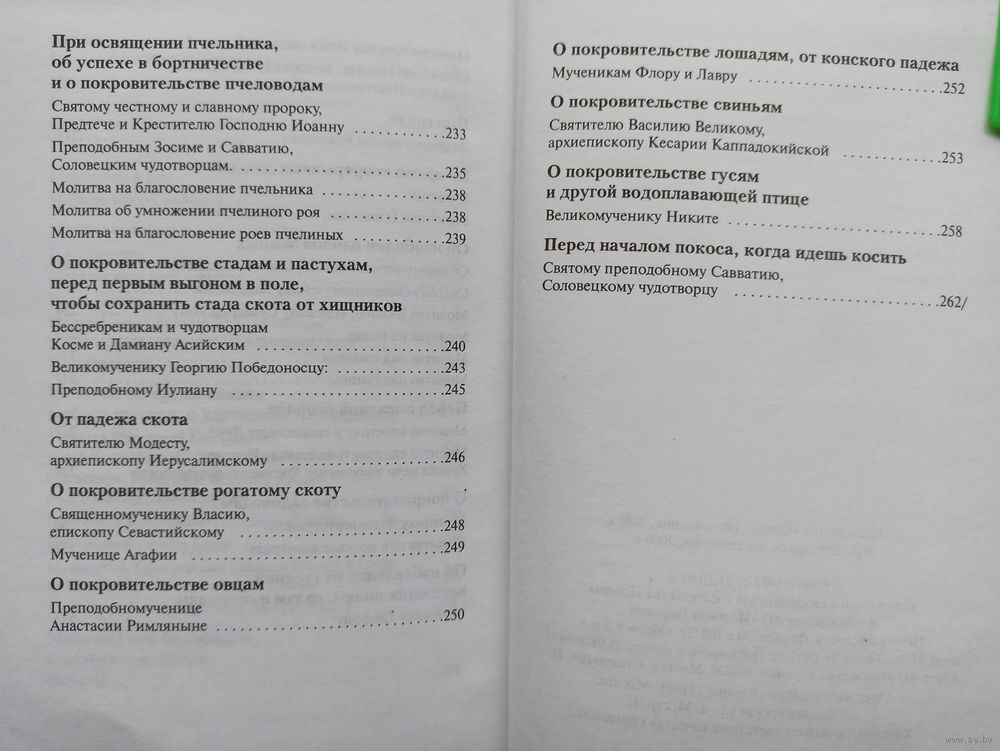 При освящении пчельника,
об успехе в бортничестве
и о покровительстве пчеловодам
Святому честному и славному пророку,
Предтече и Крестителю Господню Иоанну ............233
Преподобным Зосиме и Савватию,
Соловецким чудотворцам. ............................235
Молитва на благословение пчельника .................238
Молитва об умножении пчелиного роя ................238
Молитва на благословение роев пчелиных ..............239
О покровительстве стадам и пастухам,
перед первым выгоном в поле,
чтобы сохранить стада скота от хищников
Бессребреникам и чудотворцам
Косме и Дамиану Асийским ..........................240
Великомученику Георгию Победоносцу: ................243
Преподобному Иулиану ..............................245
От падежа скота
Святителю Модесту,
архиепископу Иерусалимскому .......................246
О покровительстве рогатому скоту
Священномученику Власию,
епископу Севастийскому ............................248
Мученице Агафии ...................................249
О покровительстве овцам
Преподобномученице
Анастасии Римляныне ...............................250
О покровительстве лошадям, от конского падежа
Мученикам Флору и Лавру ...........................252
О покровительстве свиньям
Святителю Василию Великому,
архиепископу Кесарии Каппадокийской .............253
О покровительстве гусям
и другой водоплавающей птице
Великомученику Никите ............................258
Перед началом покоса, когда идешь косить
Святому преподобному Савватию,
Соловецкому чудотворцу ...........................262/
www.ay.by